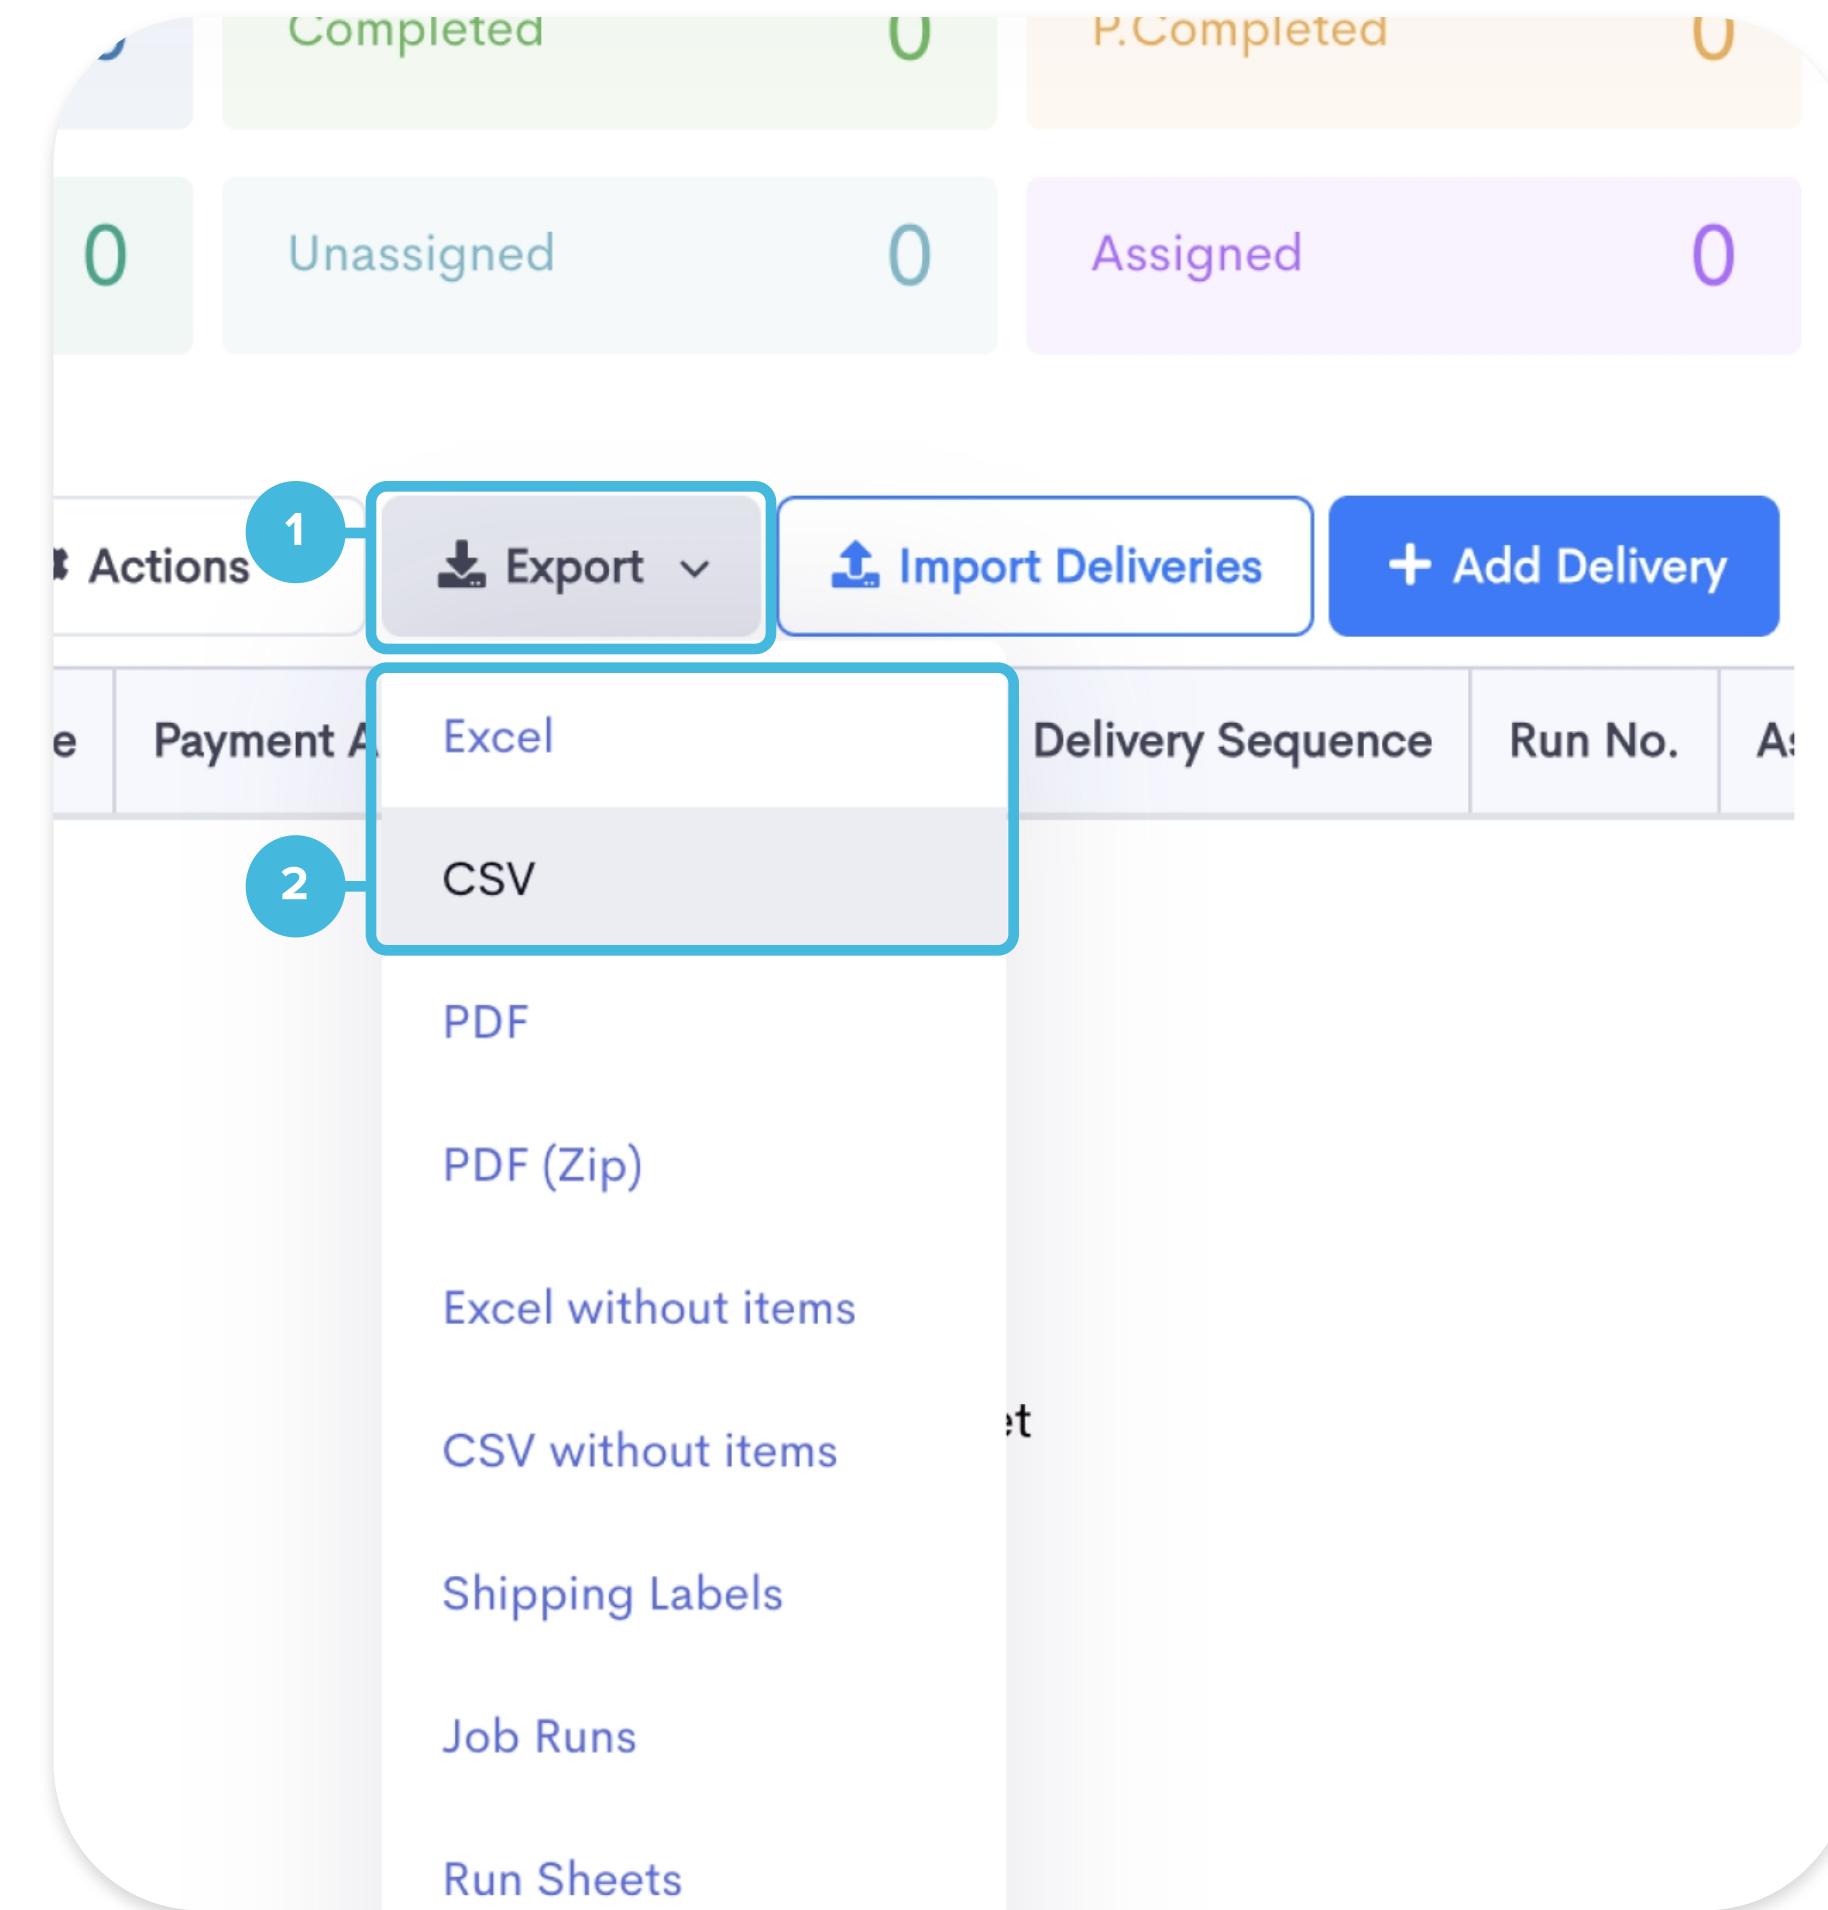 Completed 0 P.Completed 0
0 Unassigned 0 Assigned 0
1
Actions Export Import Deliveries + Add Delivery
e Payment A Delivery Sequence Run No. As
Excel
2
CSV
PDF
PDF (Zip)
Excel without items
et
CSV without items
Shipping Labels
Job Runs
Run Sheets